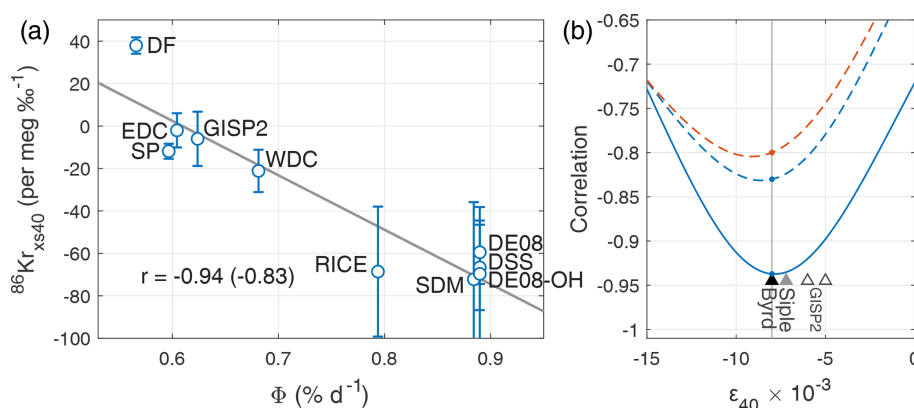 (a)
⁸⁶Kr_xs40 (per meg ‰⁻¹)
40
20
0
-20
-40
-60
-80
-100
DF
EDC
GISP2
SP
WDC
RICE
SDM
DE08
DSS
DE08-OH
r = -0.94 (-0.83)
0.6
0.7
0.8
0.9
Φ (% d⁻¹)
(b)
Correlation
-0.65
-0.7
-0.75
-0.8
-0.85
-0.9
-0.95
-1
Byrd
Siple
GISP2
-15
-10
-5
0
ε₄₀ × 10⁻³